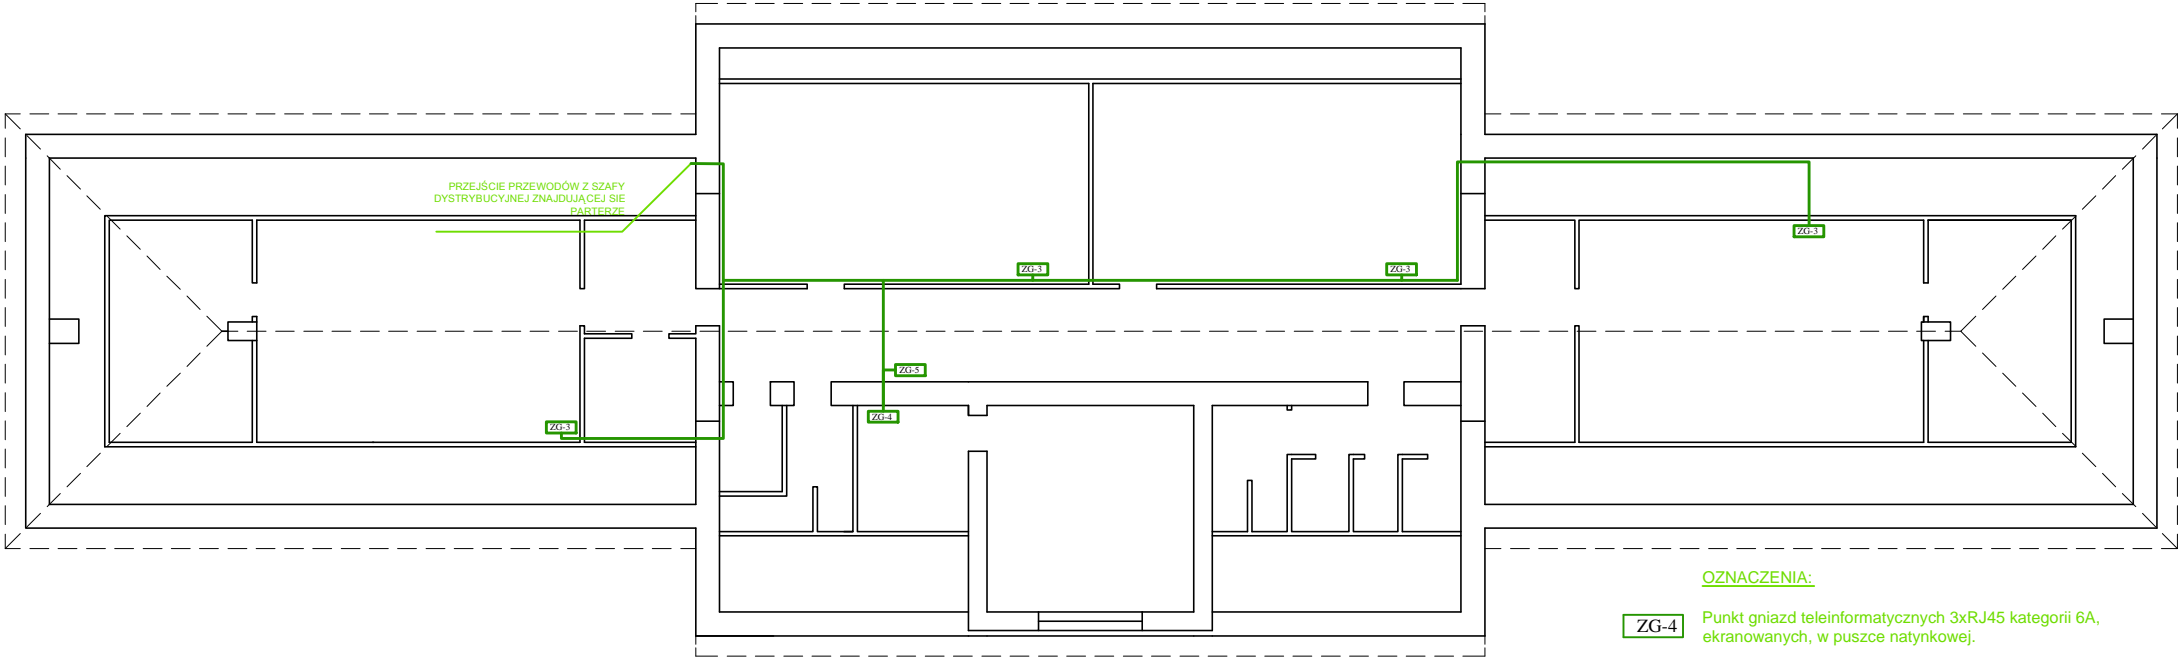 PRZEJŚCIE PRZEWODÓW Z SZAFY
DYSTRYBUCYJNEJ ZNAJDUJĄCEJ SIE
PARTERZE
ZG-3
ZG-3
ZG-3
ZG-5
ZG-4
ZG-3
OZNACZENIA:
ZG-4
Punkt gniazd teleinformatycznych 3xRJ45 kategorii 6A,
ekranowanych, w puszce natynkowej.